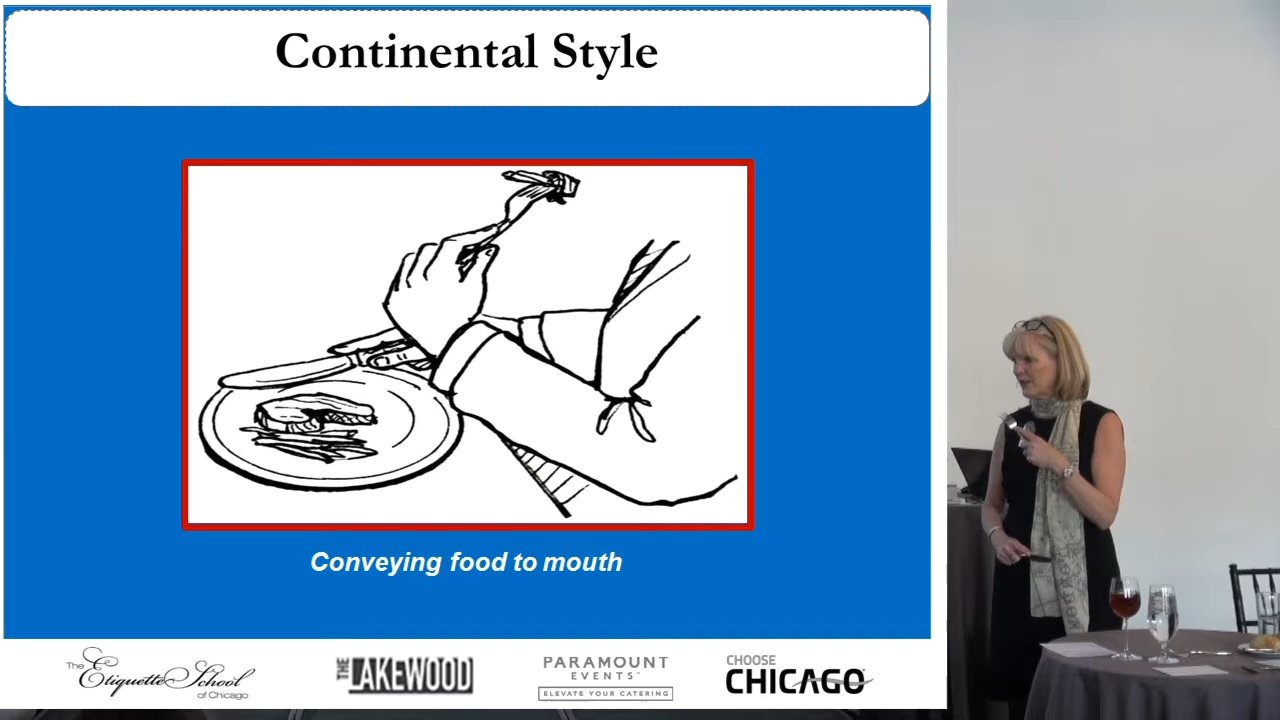 Continental Style
Conveying food to mouth
The Etiquette School
of Chicago
THE LAKEWOOD
PARAMOUNT
EVENTS
ELEVATE YOUR CATERING
CHOOSE
CHICAGO